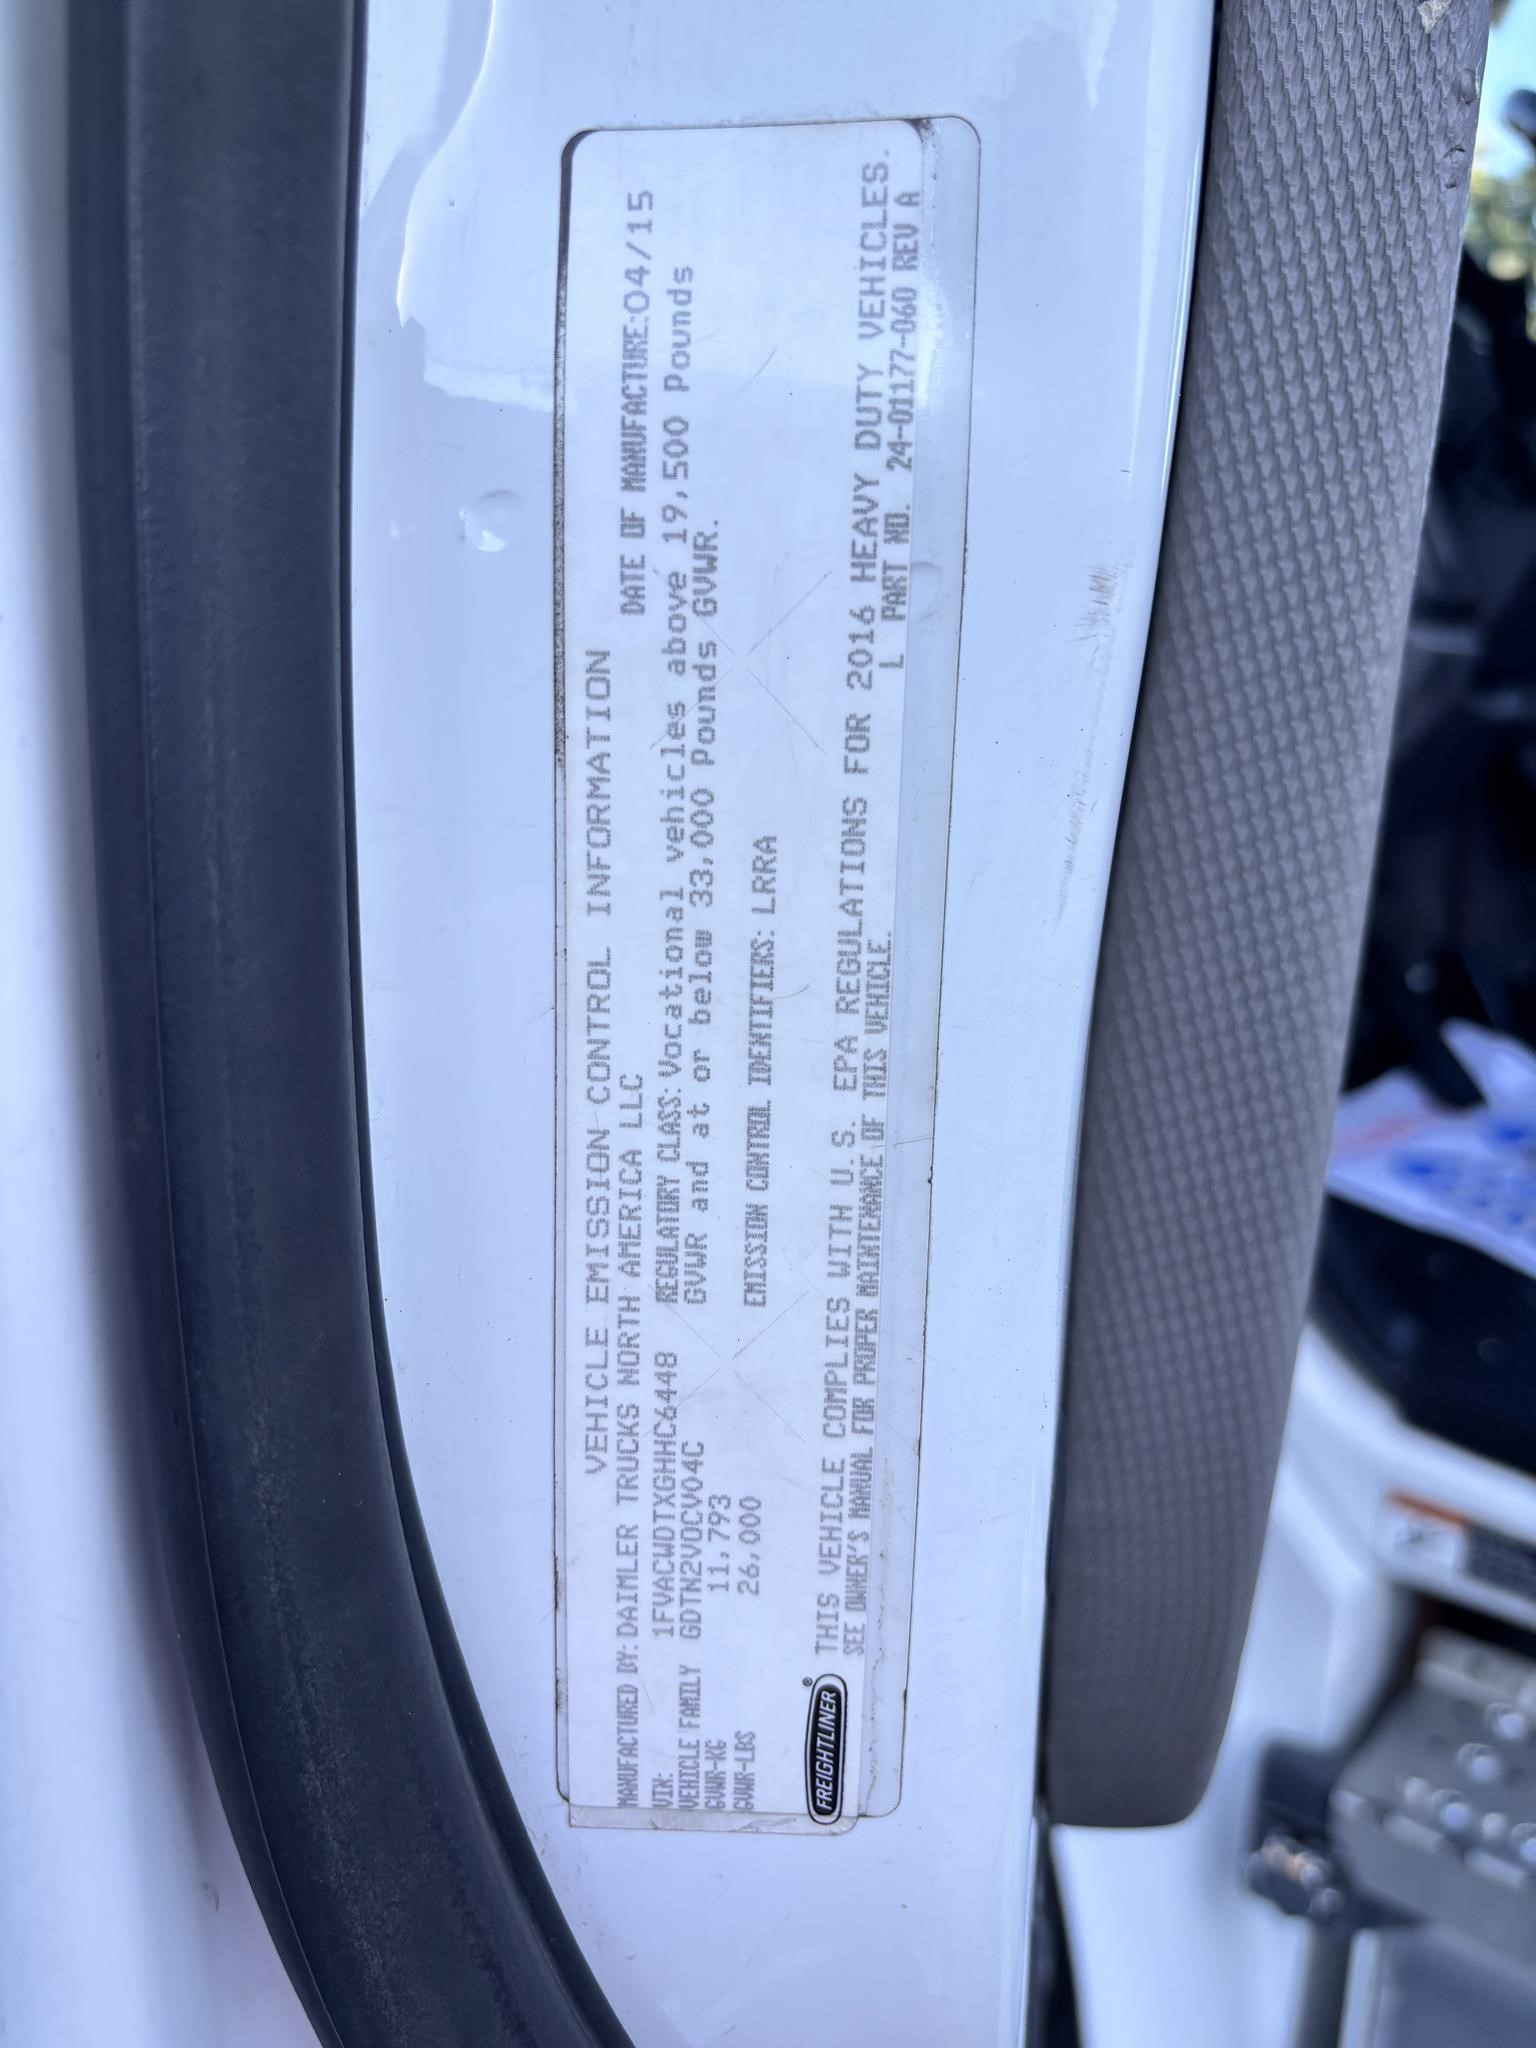 VEHICLE EMISSION CONTROL INFORMATION
MANUFACTURED BY: DAIMLER TRUCKS NORTH AMERICA LLC DATE OF MANUFACTURE:04/15
VIN: 1FVACWDTXGHHC6448 REGULATORY CLASS: Vocational vehicles above 19,500 Pounds
VEHICLE FAMILY GDTN2VOCV04C GVWR and at or below 33,000 Pounds GVWR.
GVWR-KG 11,793
GVWR-LBS 26,000 EMISSION CONTROL IDENTIFIERS: LRRA
THIS VEHICLE COMPLIES WITH U.S. EPA REGULATIONS FOR 2016 HEAVY DUTY VEHICLES.
SEE OWNER'S MANUAL FOR PROPER MAINTENANCE OF THIS VEHICLE. L PART NO. 24-01177-060 REV A
FREIGHTLINER®